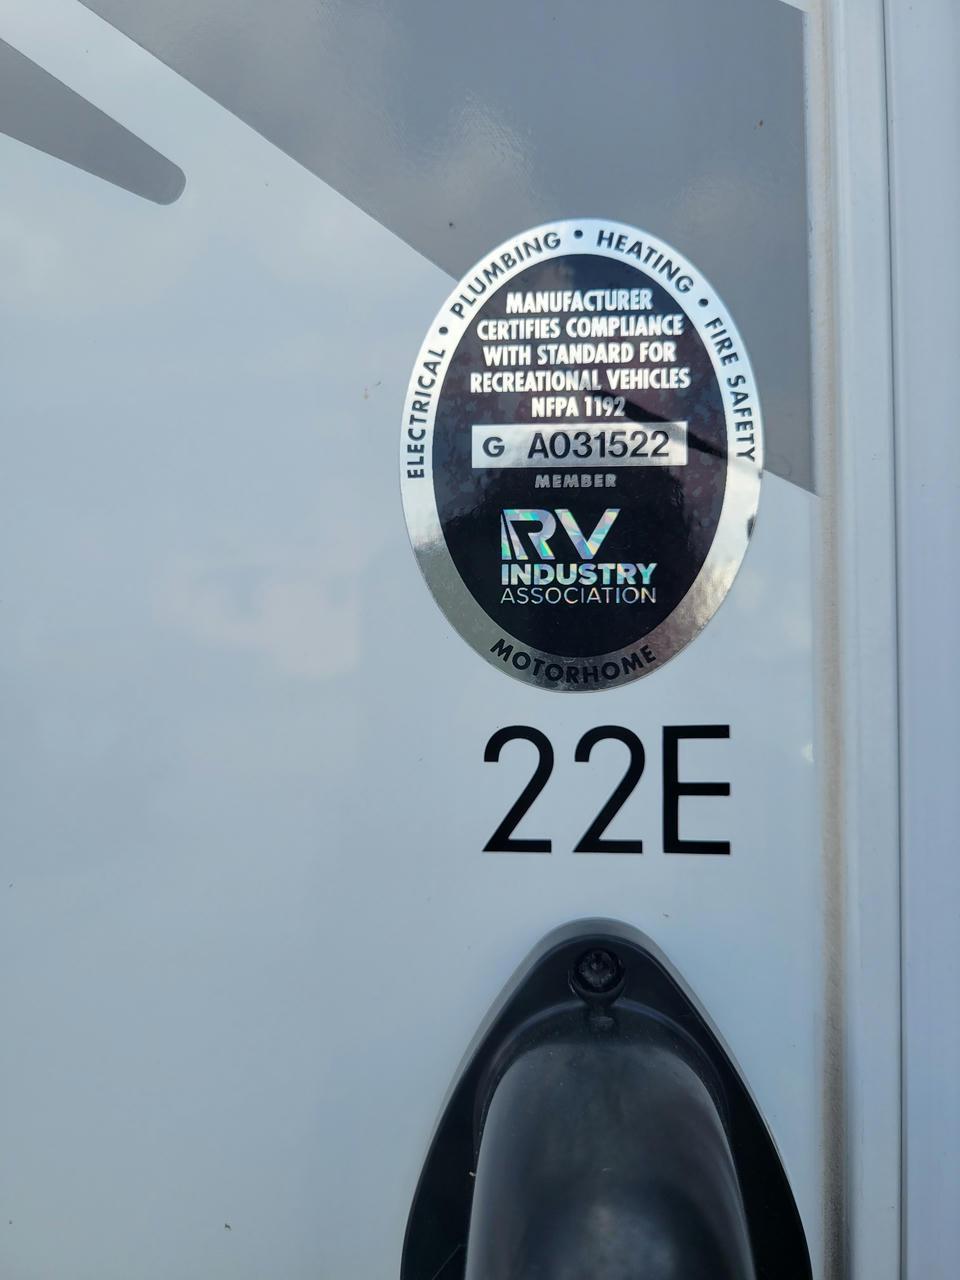 ELECTRICAL • PLUMBING • HEATING • FIRE SAFETY
MANUFACTURER
CERTIFIES COMPLIANCE
WITH STANDARD FOR
RECREATIONAL VEHICLES
NFPA 1192
G A031522
MEMBER
RV
INDUSTRY
ASSOCIATION
MOTORHOME
22E